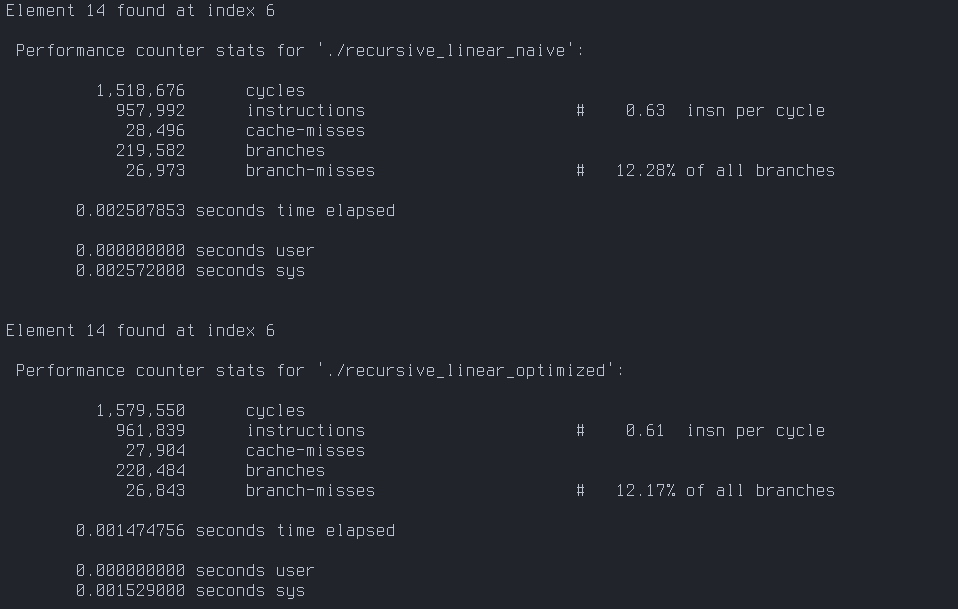 Element 14 found at index 6
Performance counter stats for './recursive_linear_naive':
1,518,676 cycles
957,992 instructions # 0.63 insn per cycle
28,496 cache-misses
219,582 branches
26,973 branch-misses # 12.28% of all branches
0.002507853 seconds time elapsed
0.000000000 seconds user
0.002572000 seconds sys
Element 14 found at index 6
Performance counter stats for './recursive_linear_optimized':
1,579,550 cycles
961,839 instructions # 0.61 insn per cycle
27,904 cache-misses
220,484 branches
26,843 branch-misses # 12.17% of all branches
0.001474756 seconds time elapsed
0.000000000 seconds user
0.001529000 seconds sys